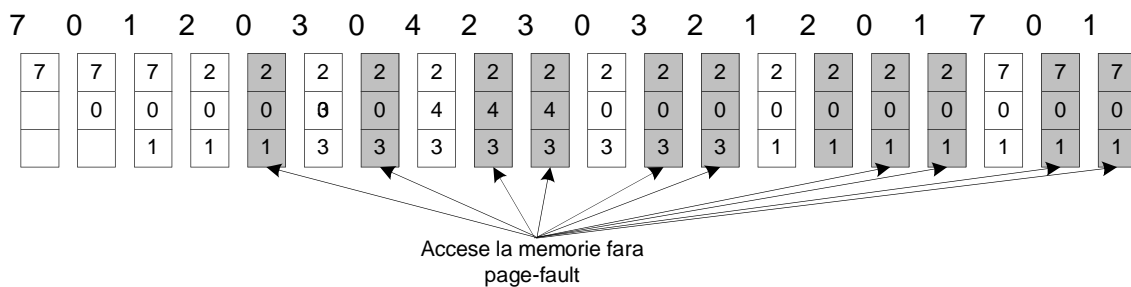 7 0 1 2 0 3 0 4 2 3 0 3 2 1 2 0 1 7 0 1
7 7 7 2 2 2 2 2 2 2 2 2 2 2 2 2 2 7 7 7
0 0 0 0 0 4 4 4 0 0 0 0 0 0 0 0 0 0
1 1 1 3 3 3 3 3 3 3 3 1 1 1 1 1 1 1
Accese la memorie fara
page-fault